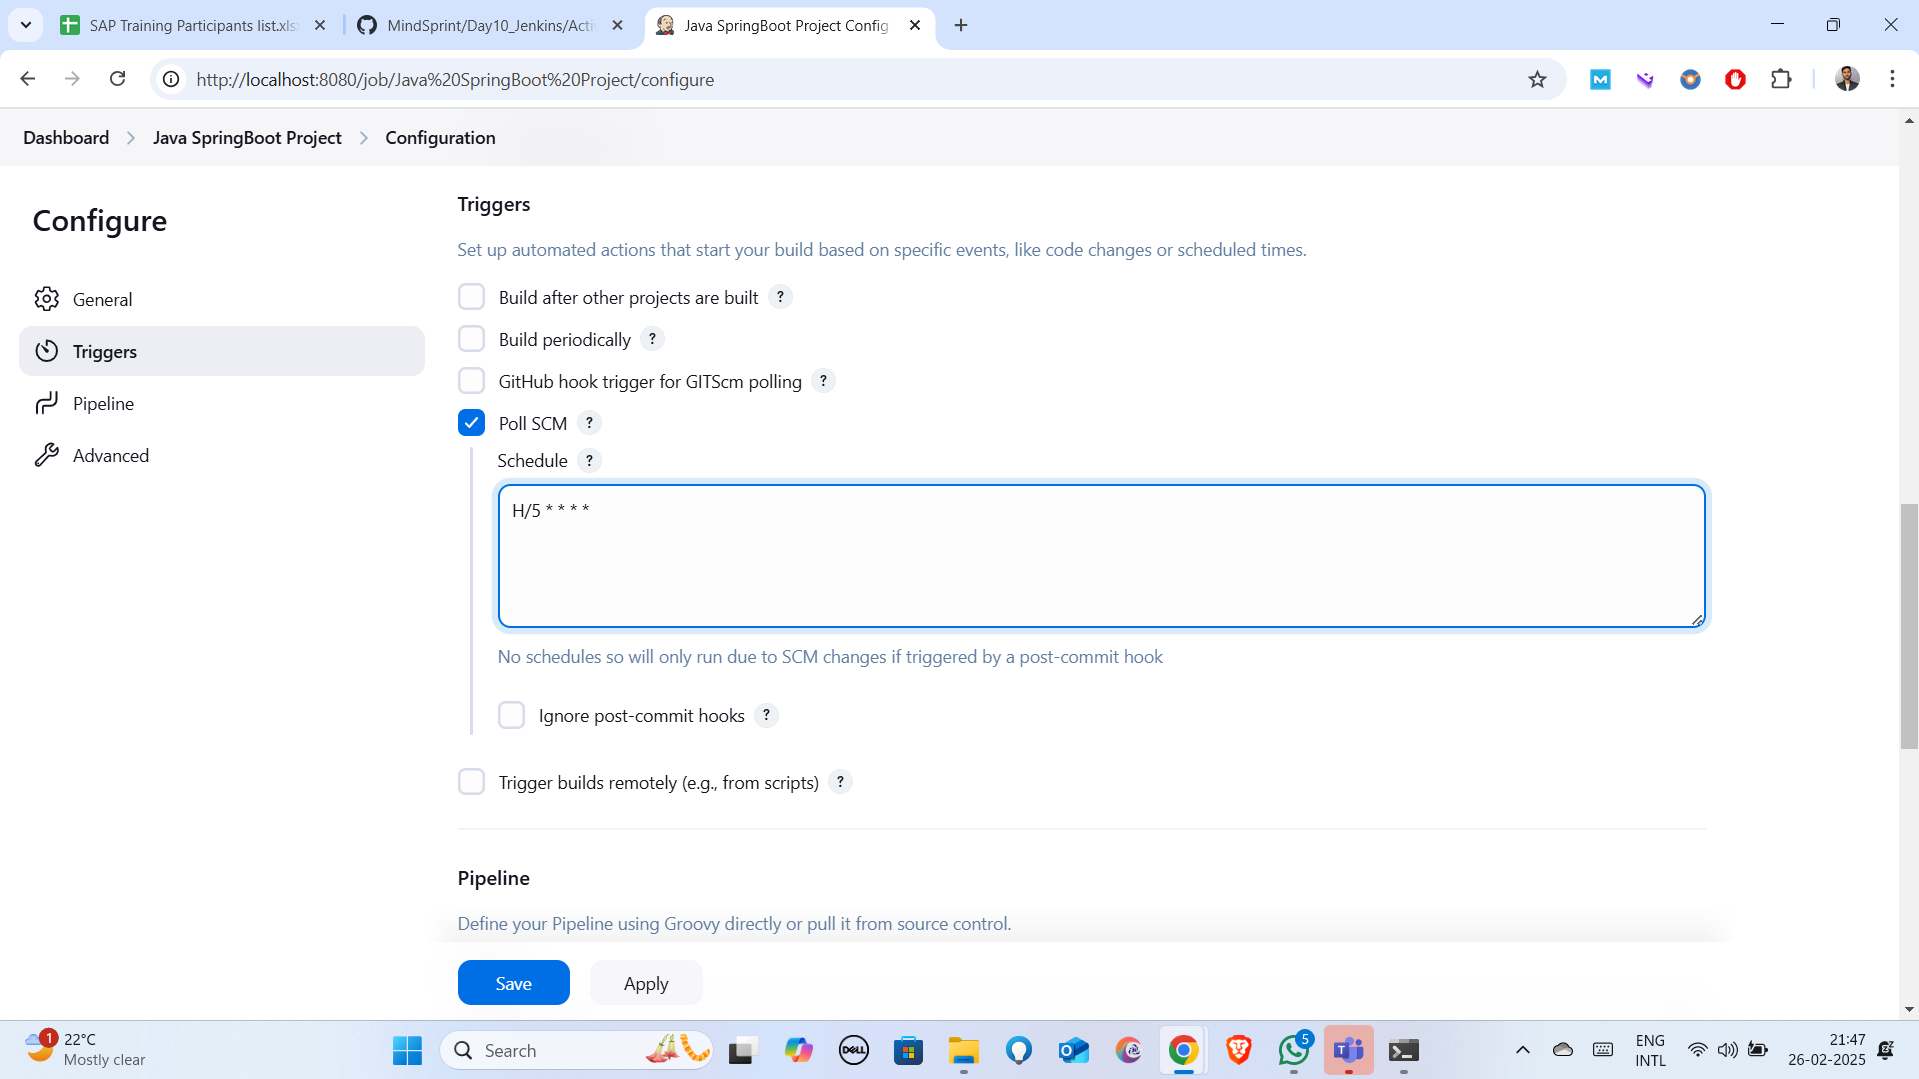 SAP Training Participants list.xlsx
MindSprint/Day10_Jenkins/Acti
Java SpringBoot Project Config
http://localhost:8080/job/Java%20SpringBoot%20Project/configure
M
Dashboard
Java SpringBoot Project
Configuration
Configure
General
Triggers
Pipeline
Advanced
Triggers
Set up automated actions that start your build based on specific events, like code changes or scheduled times.
Build after other projects are built ?
Build periodically ?
GitHub hook trigger for GITScm polling ?
Poll SCM ?
Schedule ?
H/5 * * * *
No schedules so will only run due to SCM changes if triggered by a post-commit hook
Ignore post-commit hooks ?
Trigger builds remotely (e.g., from scripts) ?
Pipeline
Define your Pipeline using Groovy directly or pull it from source control.
Save
Apply
1
22°C
Mostly clear
Search
DELL
5
ENG
INTL
21:47
26-02-2025